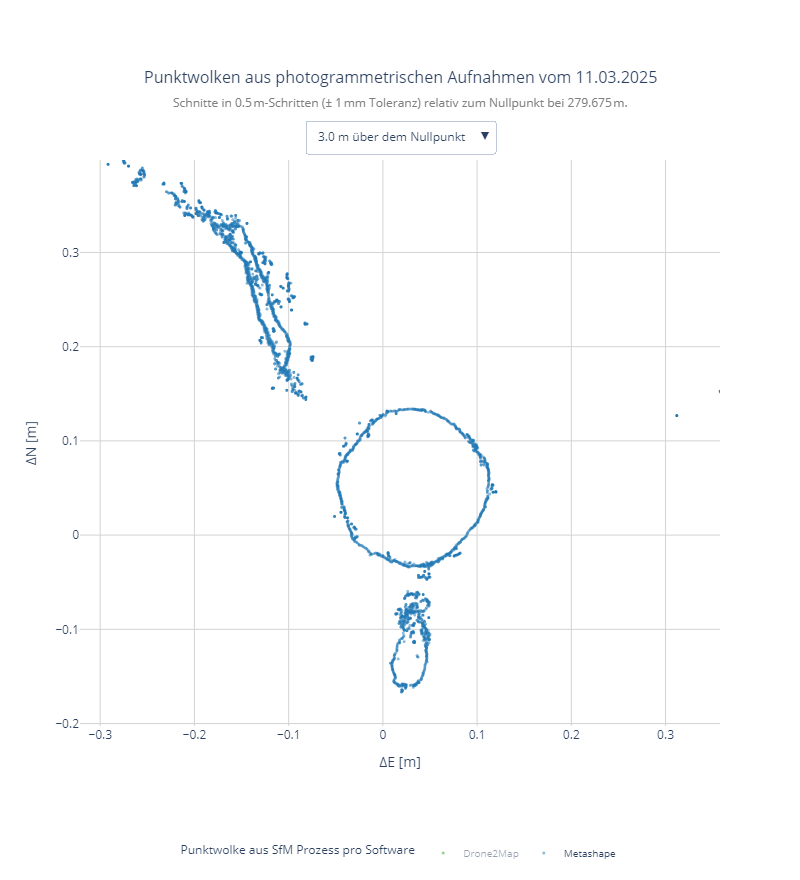 Punktwolken aus photogrammetrischen Aufnahmen vom 11.03.2025
Schnitte in 0.5 m-Schritten (± 1 mm Toleranz) relativ zum Nullpunkt bei 279.675 m.
3.0 m über dem Nullpunkt ▼
0.3
0.2
0.1
0
−0.1
−0.2
ΔN [m]
−0.3 −0.2 −0.1 0 0.1 0.2 0.3
ΔE [m]
Punktwolke aus SfM Prozess pro Software Drone2Map Metashape